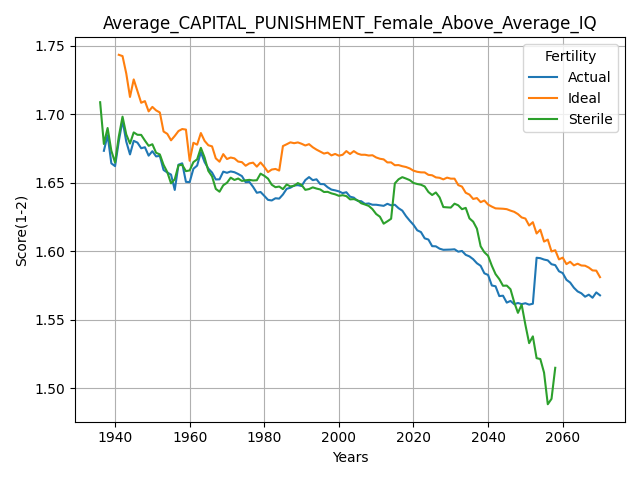 Average_CAPITAL_PUNISHMENT_Female_Above_Average_IQ
Fertility
Actual
Ideal
Sterile
Score(1-2)
1.75
1.70
1.65
1.60
1.55
1.50
1940 1960 1980 2000 2020 2040 2060
Years